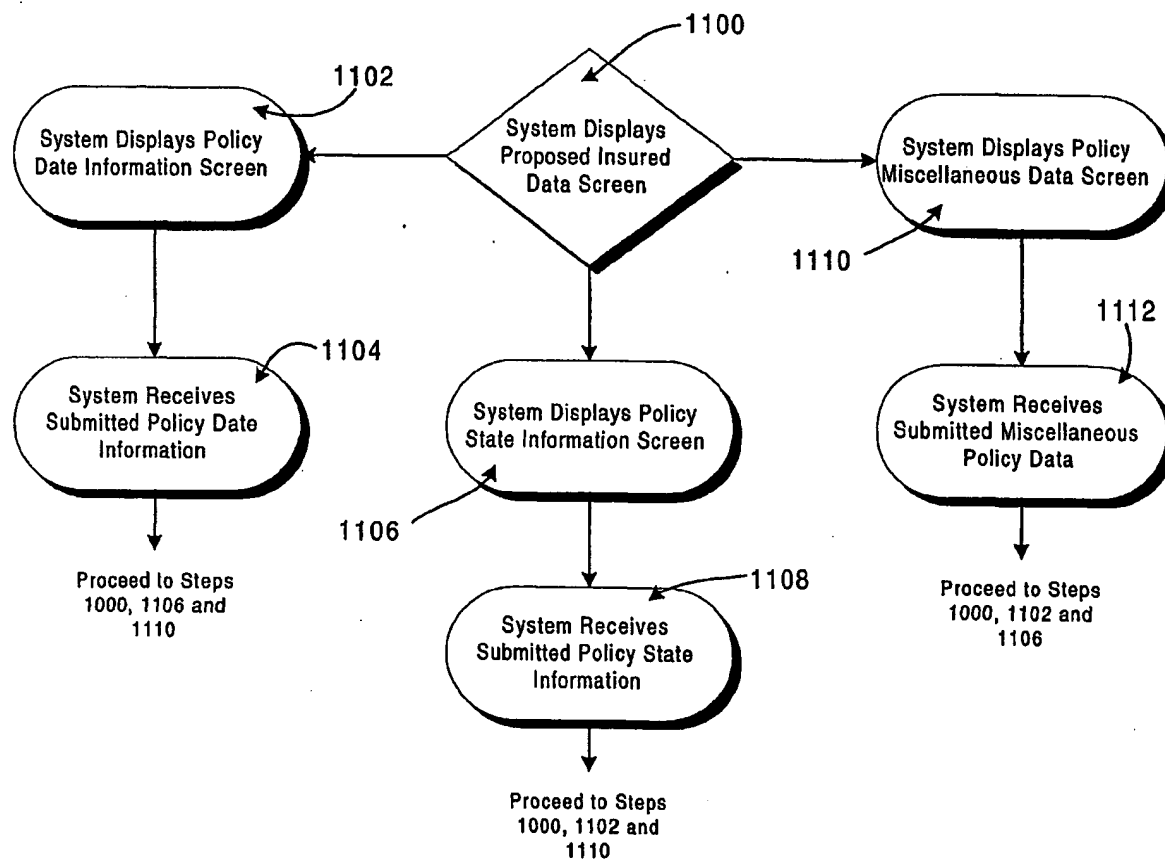 1100
1102
System Displays Policy
Date Information Screen
System Displays
Proposed Insured
Data Screen
System Displays Policy
Miscellaneous Data Screen
1110
1104
System Receives
Submitted Policy Date
Information
System Displays Policy
State Information Screen
1106
1112
System Receives
Submitted Miscellaneous
Policy Data
Proceed to Steps
1000, 1106 and
1110
1108
System Receives
Submitted Policy State
Information
Proceed to Steps
1000, 1102 and
1106
Proceed to Steps
1000, 1102 and
1110